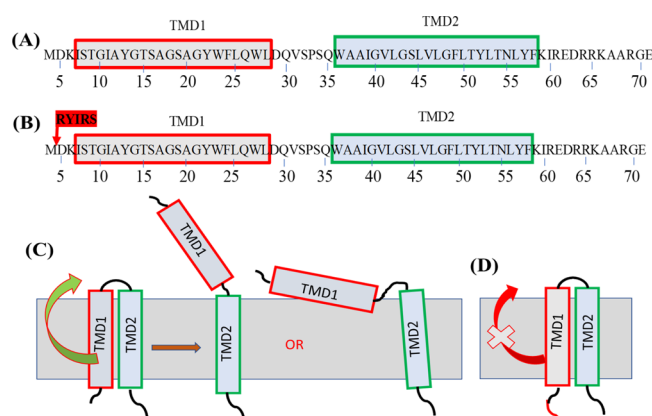 TMD1 TMD2
(A) MDKISTGIAYGTSAGSAGYWFLQWLDQVSPSQWAAIGVLGSLVLGFLTYLTNLYFKIREDRRKAARGE
5 10 15 20 25 30 35 40 45 50 55 60 65 70
RYIRS TMD1 TMD2
(B) MDKISTGIAYGTSAGSAGYWFLQWLDQVSPSQWAAIGVLGSLVLGFLTYLTNLYFKIREDRRKAARGE
5 10 15 20 25 30 35 40 45 50 55 60 65 70
(C) TMD1 TMD2 TMD1 TMD2 OR TMD1 TMD2
(D) TMD1 TMD2